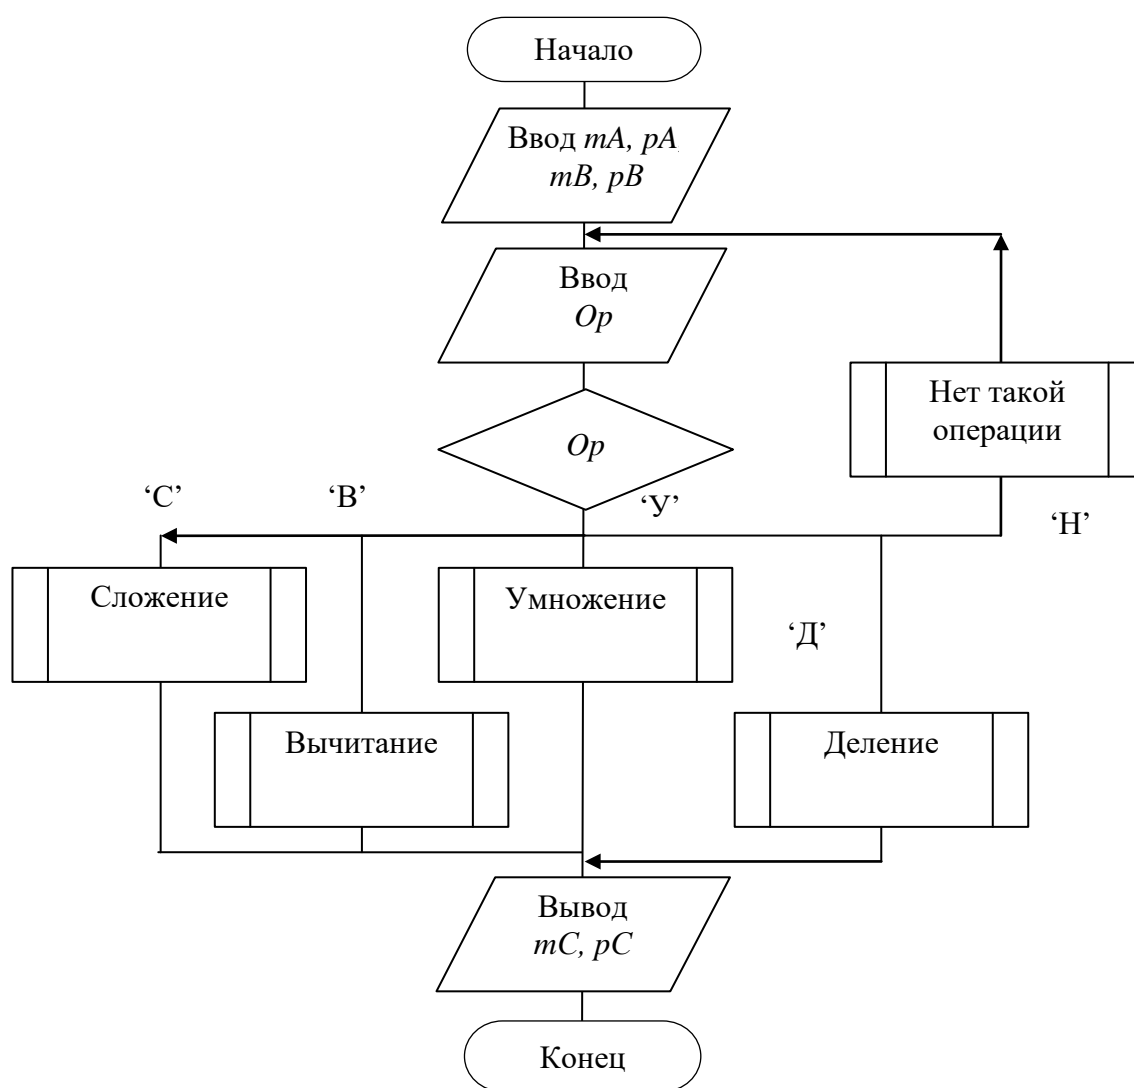 Начало
Ввод mA, pA,
mB, pB
Ввод
Op
Op
Нет такой
операции
‘С’
‘В’
‘У’
‘Н’
Сложение
Умножение
‘Д’
Вычитание
Деление
Вывод
mC, pC
Конец